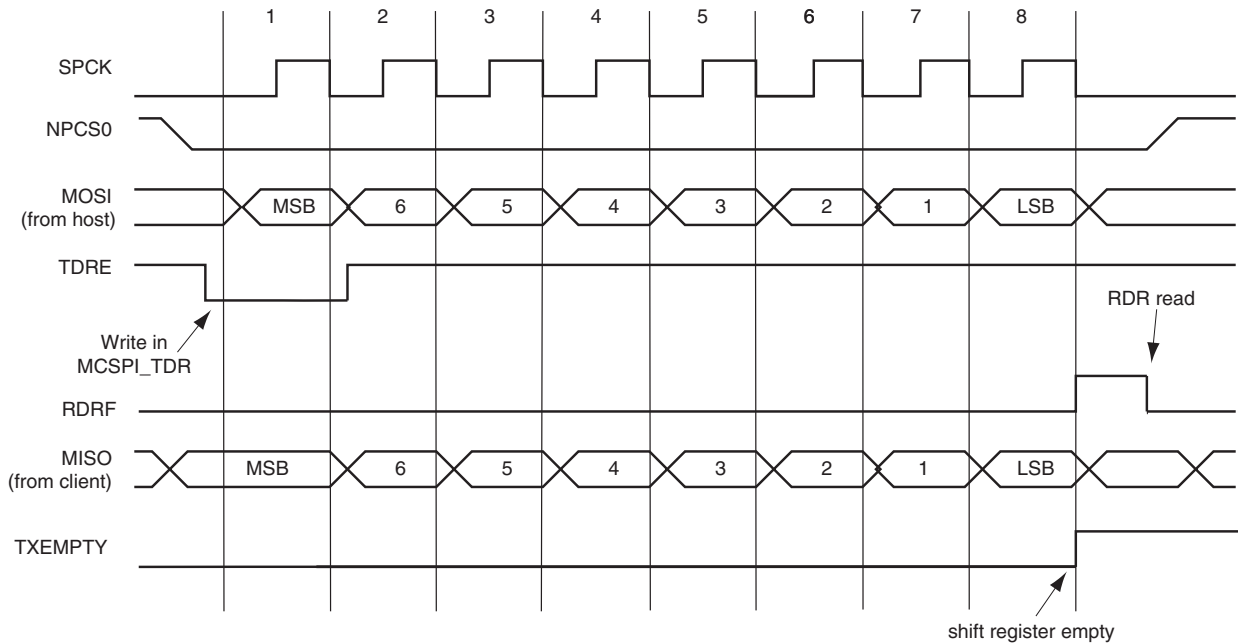 1 2 3 4 5 6 7 8
SPCK
NPCS0
MOSI
(from host)
MSB 6 5 4 3 2 1 LSB
TDRE
RDR read
Write in
MCSPI_TDR
RDRF
MISO
(from client)
MSB 6 5 4 3 2 1 LSB
TXEMPTY
shift register empty